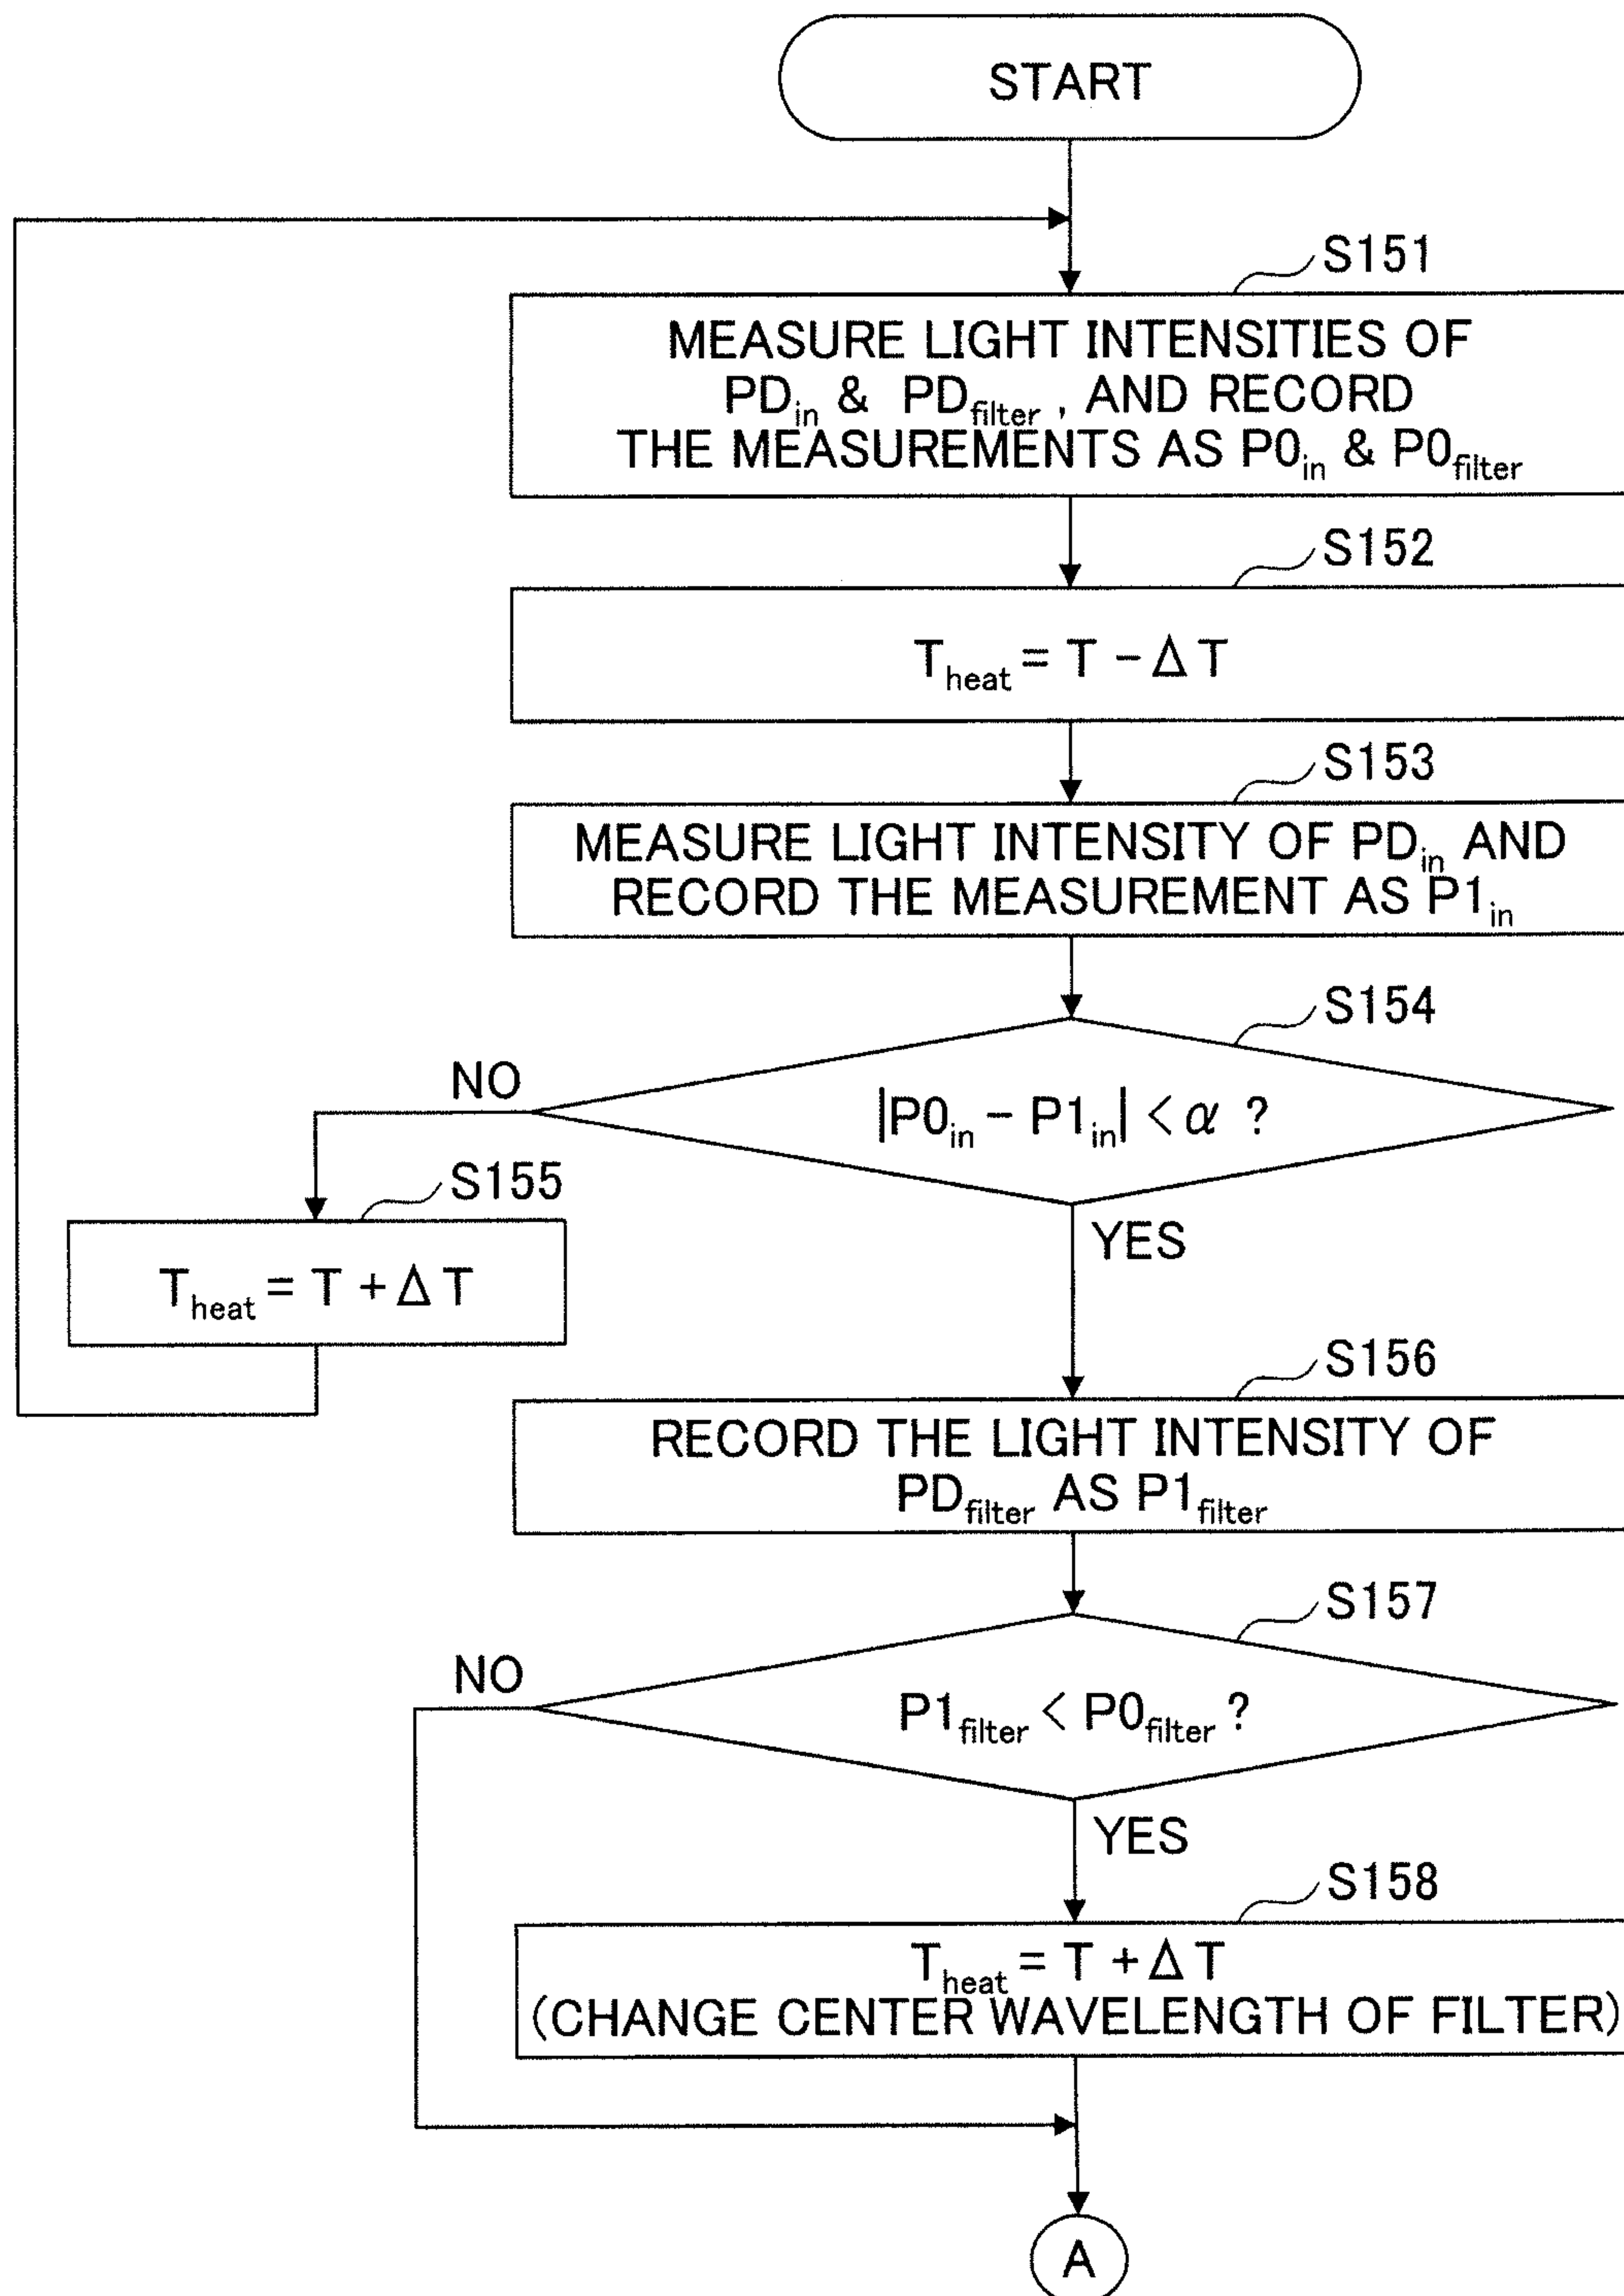 START
S151
MEASURE LIGHT INTENSITIES OF
PDin & PDfilter, AND RECORD
THE MEASUREMENTS AS P0in & P0filter
S152
Theat = T - Δ T
S153
MEASURE LIGHT INTENSITY OF PDin AND
RECORD THE MEASUREMENT AS P1in
S154
NO
|P0in - P1in| < α ?
S155
YES
Theat = T + Δ T
S156
RECORD THE LIGHT INTENSITY OF
PDfilter AS P1filter
S157
NO
P1filter < P0filter ?
YES
S158
Theat = T + Δ T
(CHANGE CENTER WAVELENGTH OF FILTER)
A